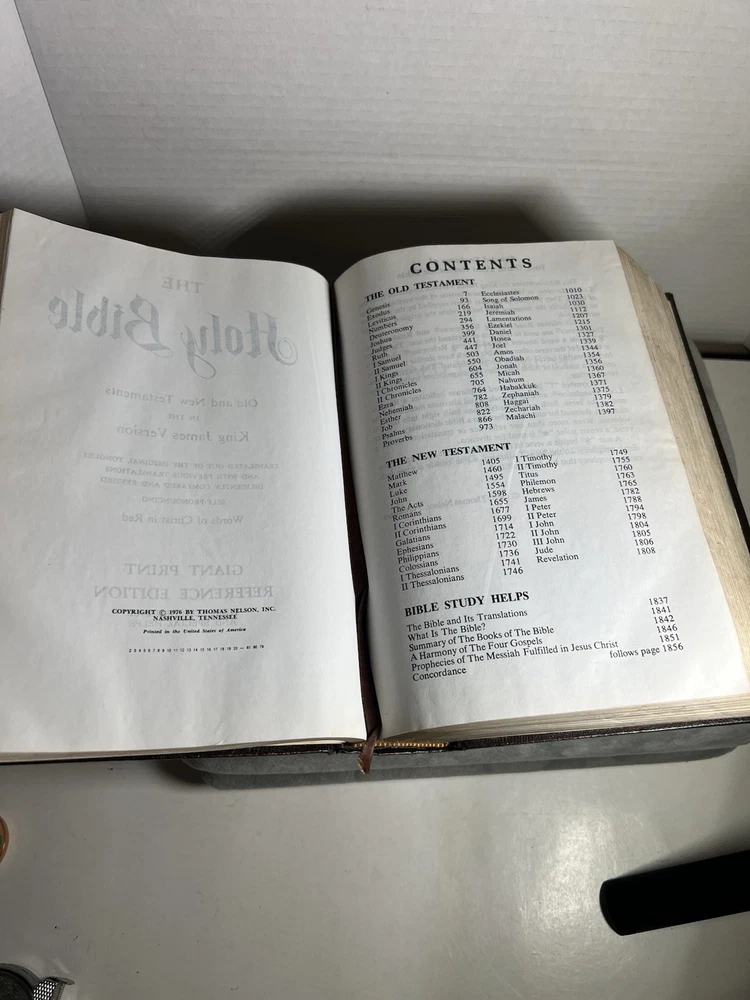 THE
Holy Bible
Old and New Testaments
IN THE
King James Version
TRANSLATED OUT OF THE ORIGINAL TONGUES
AND WITH PREVIOUS TRANSLATIONS
DILIGENTLY COMPARED AND REVISED
SELF-PRONOUNCING
Words of Christ in Red
GIANT PRINT
REFERENCE EDITION
COPYRIGHT © 1976 BY THOMAS NELSON, INC.
NASHVILLE, TENNESSEE
Printed in the United States of America
CONTENTS
THE OLD TESTAMENT
Genesis 7
Exodus 93
Leviticus 166
Numbers 219
Deuteronomy 294
Joshua 356
Judges 399
Ruth 441
I Samuel 447
II Samuel 503
I Kings 550
II Kings 604
I Chronicles 655
II Chronicles 705
Ezra 764
Nehemiah 782
Esther 808
Job 822
Psalms 866
Proverbs 973
Ecclesiastes 1010
Song of Solomon 1023
Isaiah 1030
Jeremiah 1112
Lamentations 1207
Ezekiel 1215
Daniel 1301
Hosea 1327
Joel 1339
Amos 1344
Obadiah 1354
Jonah 1356
Micah 1360
Nahum 1367
Habakkuk 1371
Zephaniah 1375
Haggai 1379
Zechariah 1382
Malachi 1397
THE NEW TESTAMENT
Matthew 1405
Mark 1460
Luke 1495
John 1554
The Acts 1598
Romans 1655
I Corinthians 1677
II Corinthians 1699
Galatians 1714
Ephesians 1722
Philippians 1730
Colossians 1736
I Thessalonians 1741
II Thessalonians 1746
I Timothy 1749
II Timothy 1755
Titus 1760
Philemon 1763
Hebrews 1765
James 1782
I Peter 1788
II Peter 1794
I John 1798
II John 1804
III John 1805
Jude 1806
Revelation 1808
BIBLE STUDY HELPS
The Bible and Its Translations 1837
What Is The Bible? 1841
Summary of The Books of The Bible 1842
A Harmony of The Four Gospels 1846
Prophecies of The Messiah Fulfilled in Jesus Christ 1851
Concordance follows page 1856